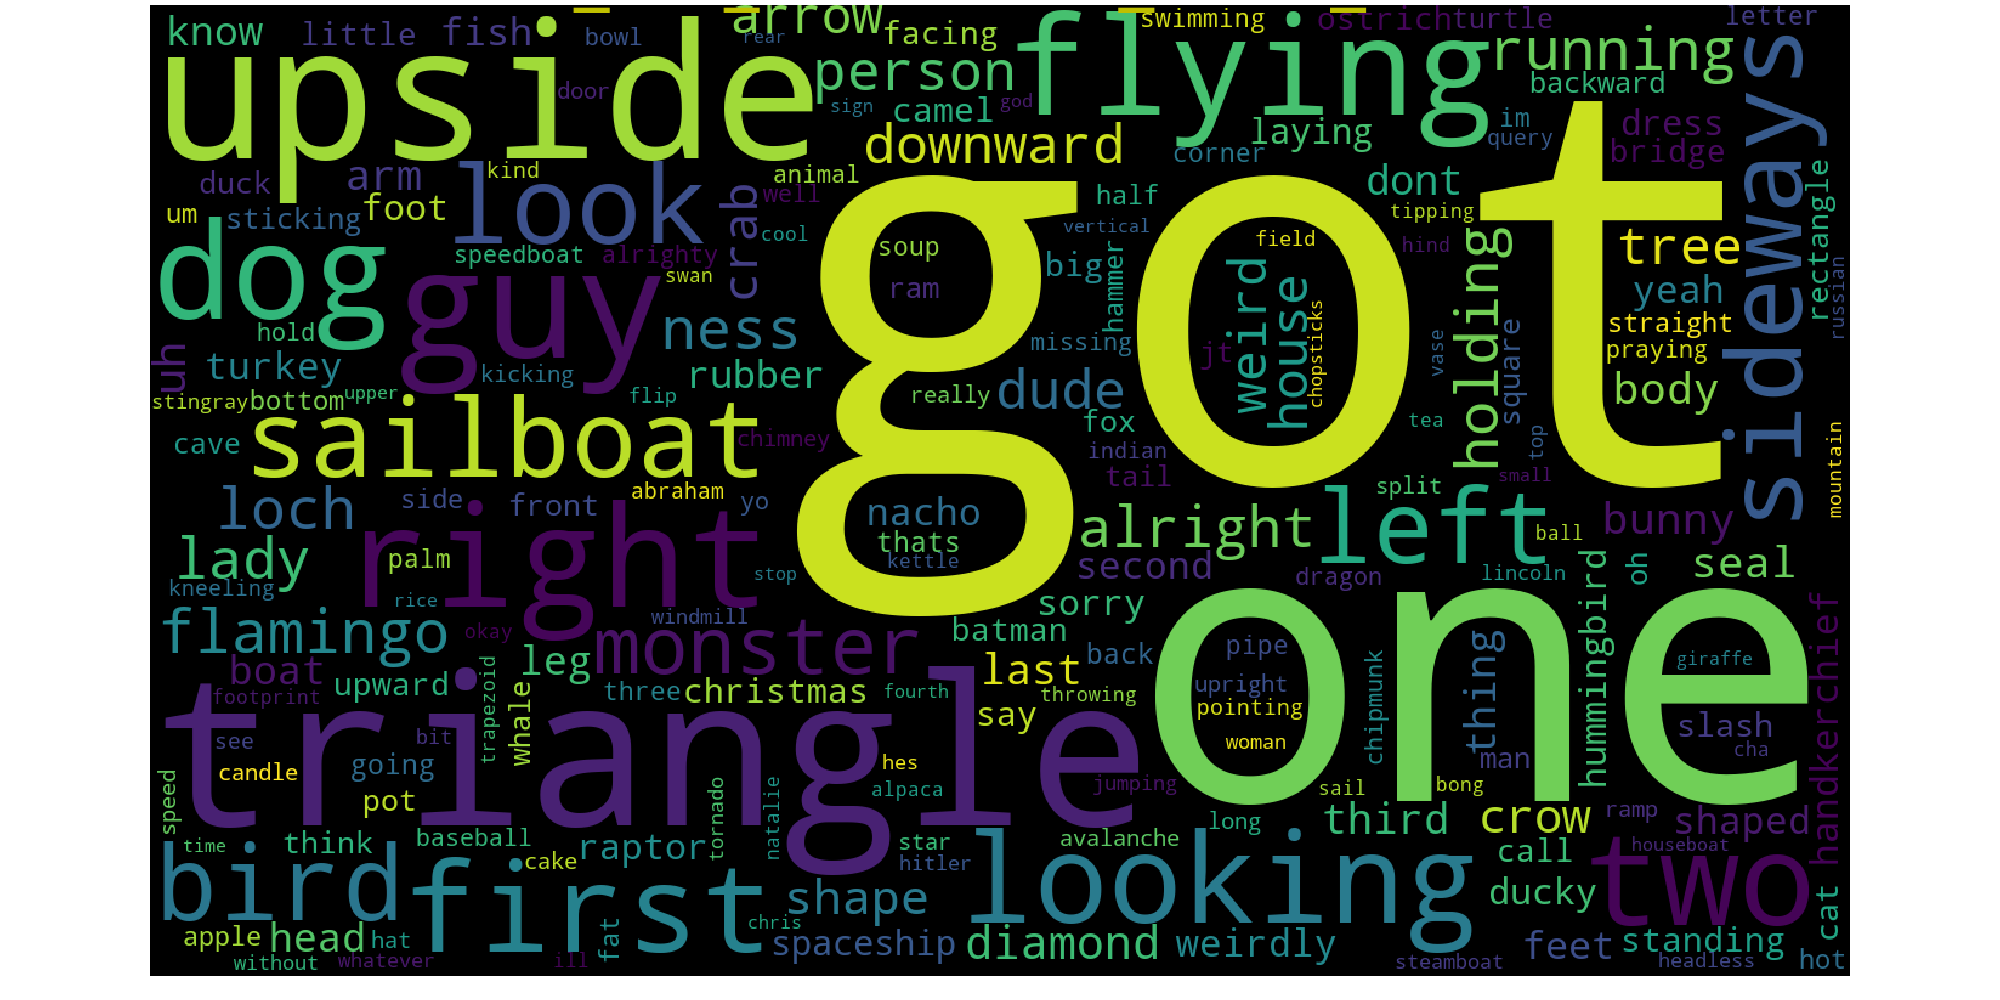 know
little
fish
bowl
rear
arrow
facing
swimming
ostrich
turtle
letter
upside
door
person
flying
running
backward
sideways
sign
camel
god
downward
laying
corner
im
query
dress
bridge
duck
arm
kind
look
animal
well
half
dont
tipping
rectangle
um
sticking
foot
crab
cool
vertical
got
dog
speedboat
alrighty
swan
soup
ram
big
hammer
weird
field
house
holding
hind
tree
yeah
russian
guy
hold
ness
missing
jt
chopsticks
vase
square
straight
praying
uh
turkey
kicking
rubber
dude
body
stingray
bottom
upper
flip
really
fox
tea
top
cave
sailboat
chimney
indian
tail
small
mountain
loch
side
front
abraham
yo
nacho
split
thats
alright
left
ball
bunny
lady
right
palm
stop
kettle
second
dragon
lincoln
oh
seal
kneeling
rice
windmill
sorry
one
hummingbird
handkerchief
flamingo
okay
monster
batman
pipe
thing
giraffe
boat
footprint
upward
trapezoid
leg
whale
three
christmas
fourth
last
back
throwing
upright
pointing
chipmunk
say
slash
triangle
see
bit
woman
man
cha
candle
going
hes
speed
pot
alpaca
jumping
sail
bong
tornado
natalie
third
crow
ramp
shaped
time
think
baseball
raptor
star
avalanche
long
call
two
houseboat
bird
first
cake
hitler
looking
shape
ducky
cat
apple
head
hat
fat
chris
spaceship
diamond
weirdly
feet
standing
without
whatever
ill
steamboat
headless
hot